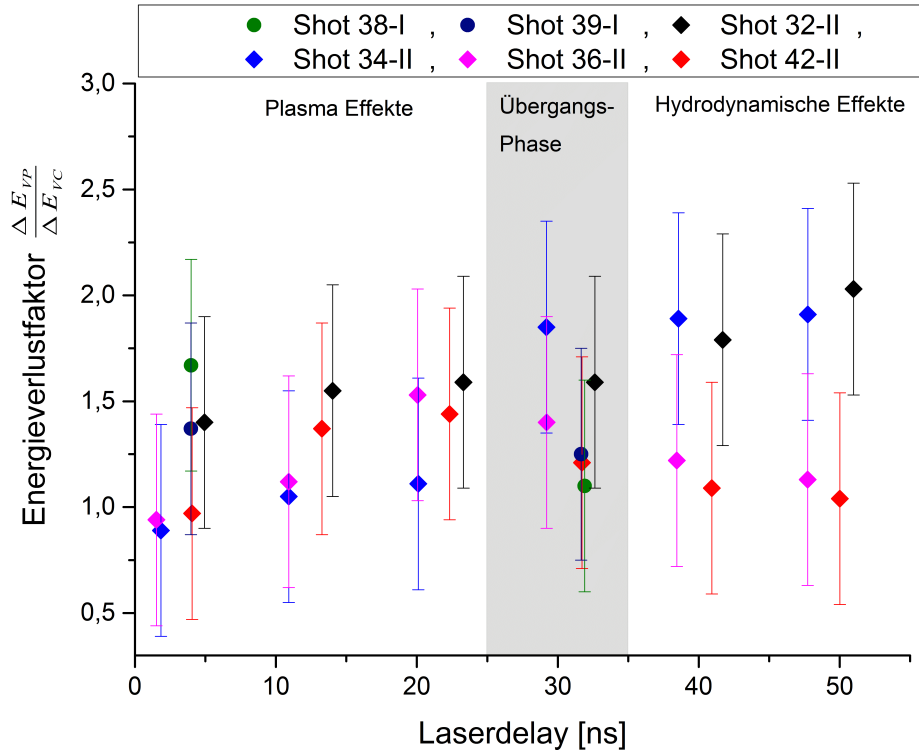 Shot 38-I , Shot 39-I , Shot 32-II ,
Shot 34-II , Shot 36-II, Shot 42-II
3,0
2,5
2,0
1,5
1,0
0,5
Energieverlustfaktor △ E_VP / △ E_VC
Plasma Effekte
Übergangs-
Phase
Hydrodynamische Effekte
0 10 20 30 40 50
Laserdelay [ns]